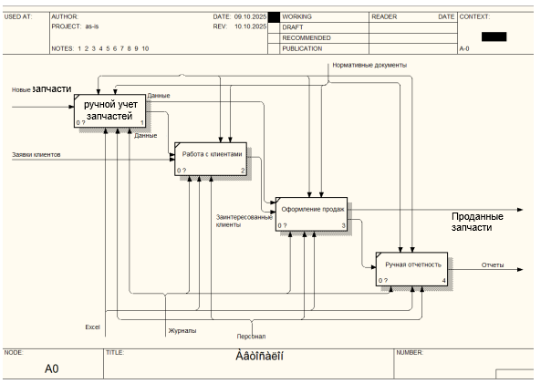 USED AT: AUTHOR: DATE: 09.10.2025 WORKING READER DATE CONTEXT:
PROJECT: as-is REV: 10.10.2025 DRAFT
RECOMMENDED
NOTES: 1 2 3 4 5 6 7 8 9 10 PUBLICATION A-0
Нормативные документы
Новые запчасти
ручной учет
запчастей
0 ? 1
Данные
Данные
Заявки клиентов
Работа с клиентами
0 ? 2
Заинтересованные
клиенты
Оформление продаж
0 ? 3
Проданные
запчасти
Ручная отчетность
0 ? 4
Отчеты
Excel
Журналы
Персонал
NODE: TITLE: NUMBER:
A0 Àâòîñàëîí